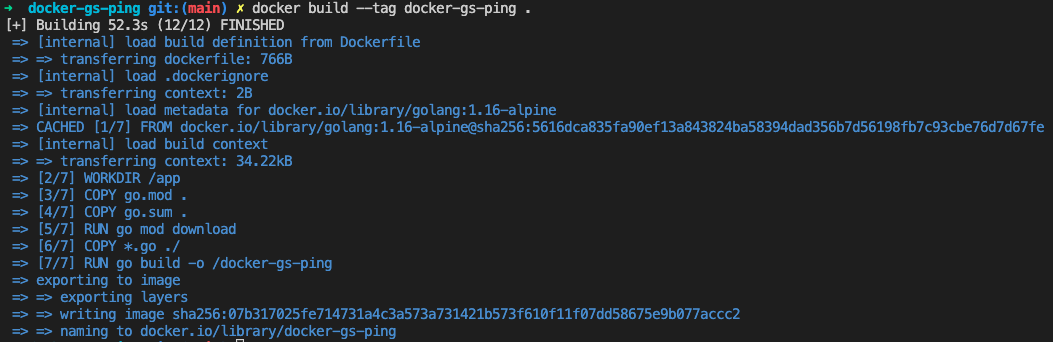 ➜  docker-gs-ping git:(main) ✗ docker build --tag docker-gs-ping .
[+] Building 52.3s (12/12) FINISHED
=> [internal] load build definition from Dockerfile
=> => transferring dockerfile: 766B
=> [internal] load .dockerignore
=> => transferring context: 2B
=> [internal] load metadata for docker.io/library/golang:1.16-alpine
=> CACHED [1/7] FROM docker.io/library/golang:1.16-alpine@sha256:5616dca835fa90ef13a843824ba58394dad356b7d56198fb7c93cbe76d7d67fe
=> [internal] load build context
=> => transferring context: 34.22kB
=> [2/7] WORKDIR /app
=> [3/7] COPY go.mod .
=> [4/7] COPY go.sum .
=> [5/7] RUN go mod download
=> [6/7] COPY *.go ./
=> [7/7] RUN go build -o /docker-gs-ping
=> exporting to image
=> => exporting layers
=> => writing image sha256:07b317025fe714731a4c3a573a731421b573f610f11f07dd58675e9b077accc2
=> => naming to docker.io/library/docker-gs-ping